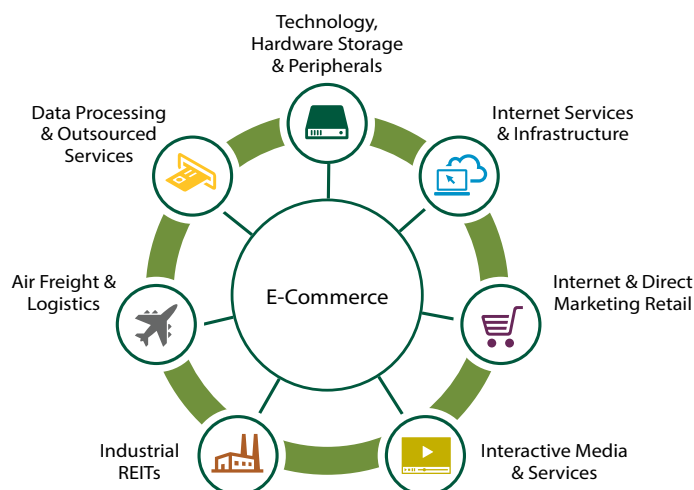 Technology,
Hardware Storage
& Peripherals
Internet Services
& Infrastructure
Internet & Direct
Marketing Retail
Interactive Media
& Services
Industrial
REITs
Air Freight &
Logistics
Data Processing
& Outsourced
Services
E-Commerce